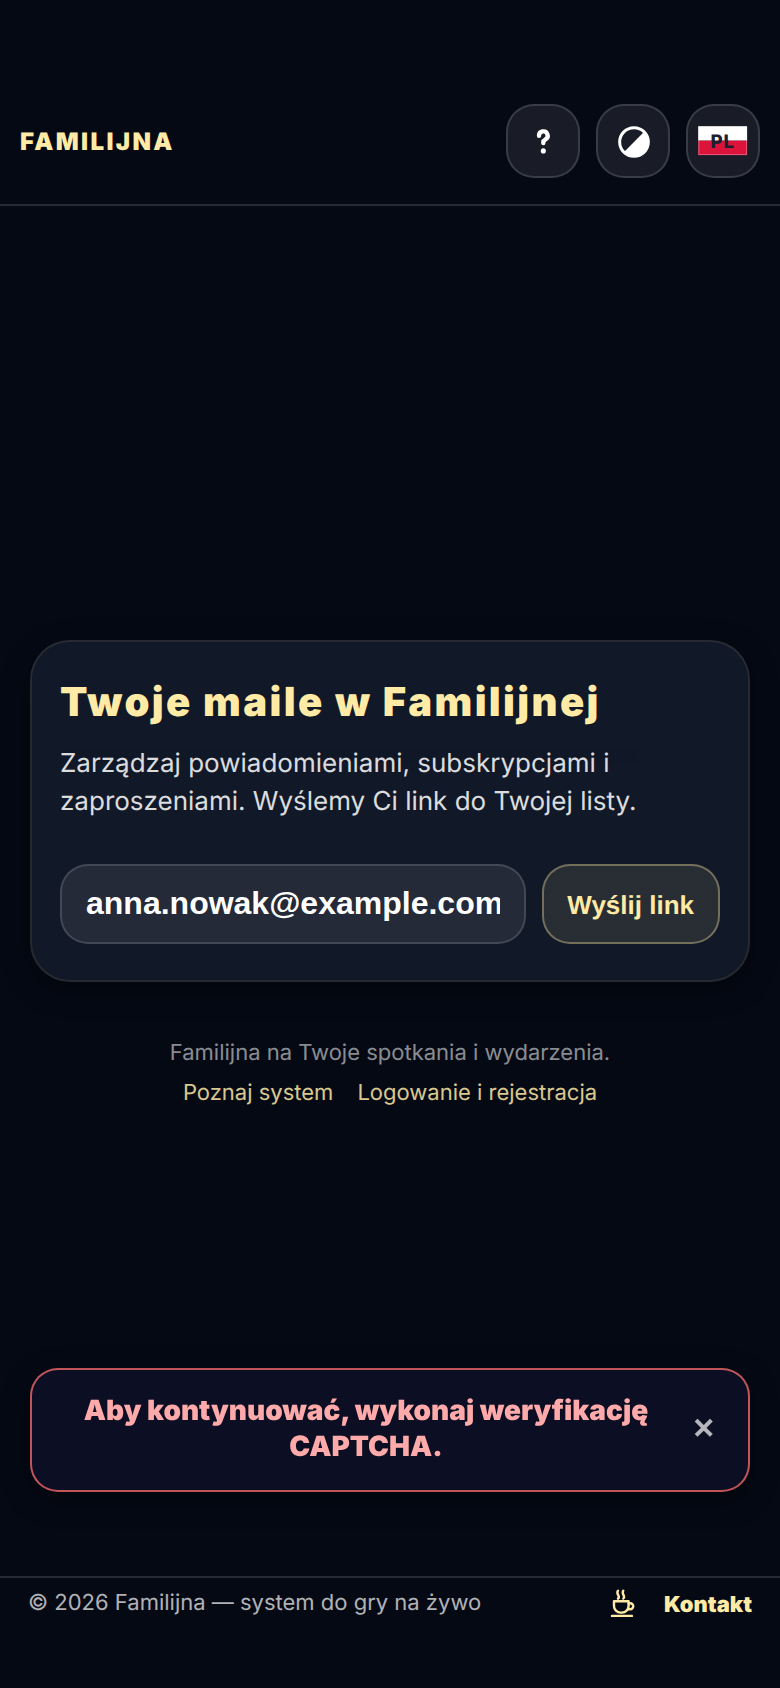 FAMILIJNA
?
PL
Twoje maile w Familijnej
Zarządzaj powiadomieniami, subskrypcjami i
zaproszeniami. Wyślemy Ci link do Twojej listy.
anna.nowak@example.com
Wyślij link
Familijna na Twoje spotkania i wydarzenia.
Poznaj system Logowanie i rejestracja
Aby kontynuować, wykonaj weryfikację
CAPTCHA.
© 2026 Familijna — system do gry na żywo
Kontakt